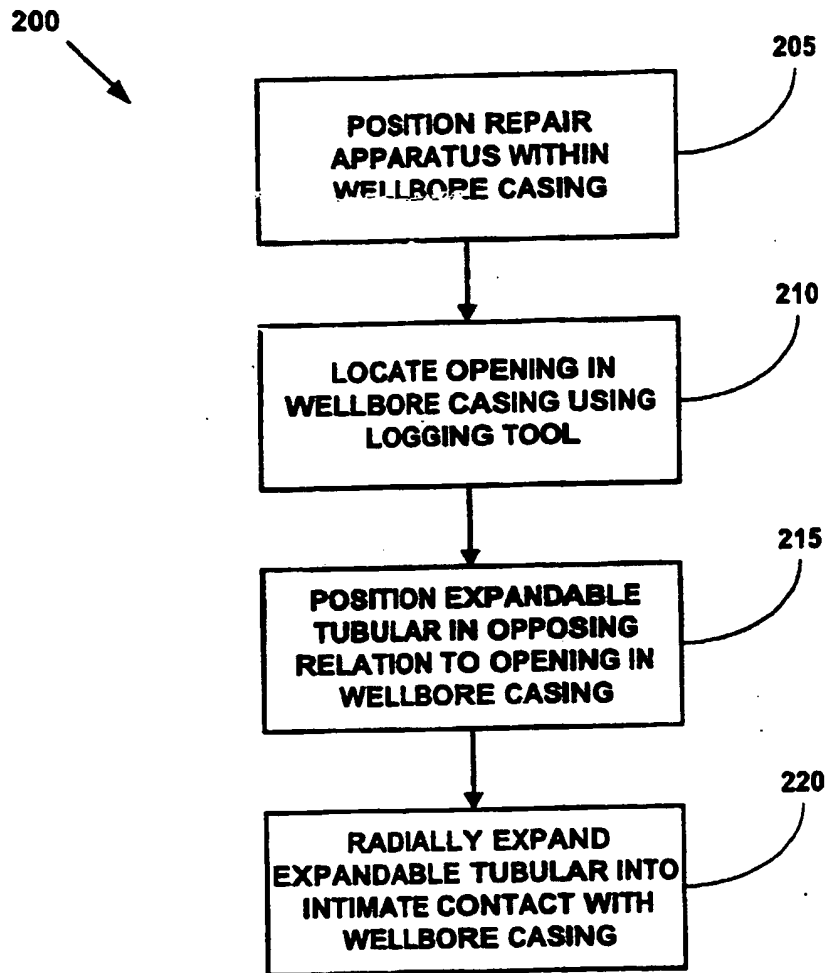 200
205
POSITION REPAIR
APPARATUS WITHIN
WELLBORE CASING
210
LOCATE OPENING IN
WELLBORE CASING USING
LOGGING TOOL
215
POSITION EXPANDABLE
TUBULAR IN OPPOSING
RELATION TO OPENING IN
WELLBORE CASING
220
RADIALLY EXPAND
EXPANDABLE TUBULAR INTO
INTIMATE CONTACT WITH
WELLBORE CASING